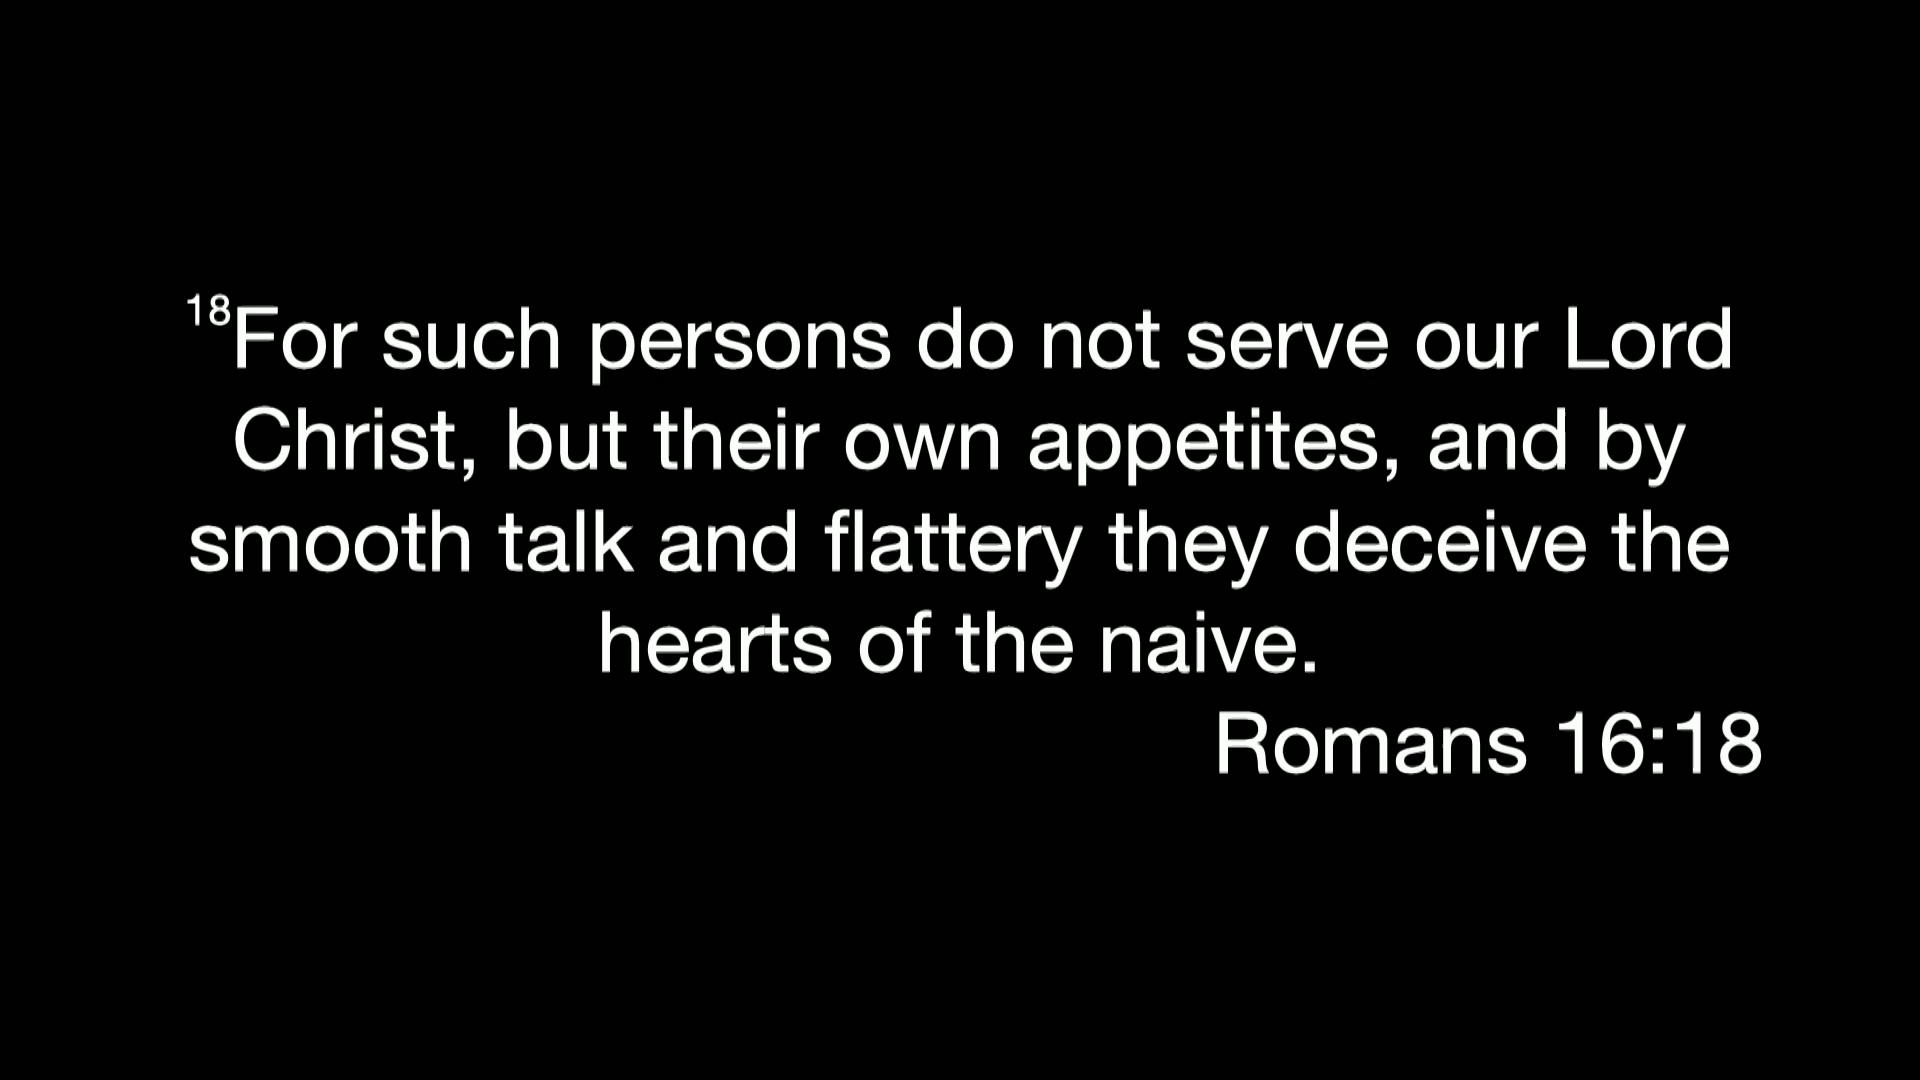 18For such persons do not serve our Lord
Christ, but their own appetites, and by
smooth talk and flattery they deceive the
hearts of the naive.
Romans 16:18